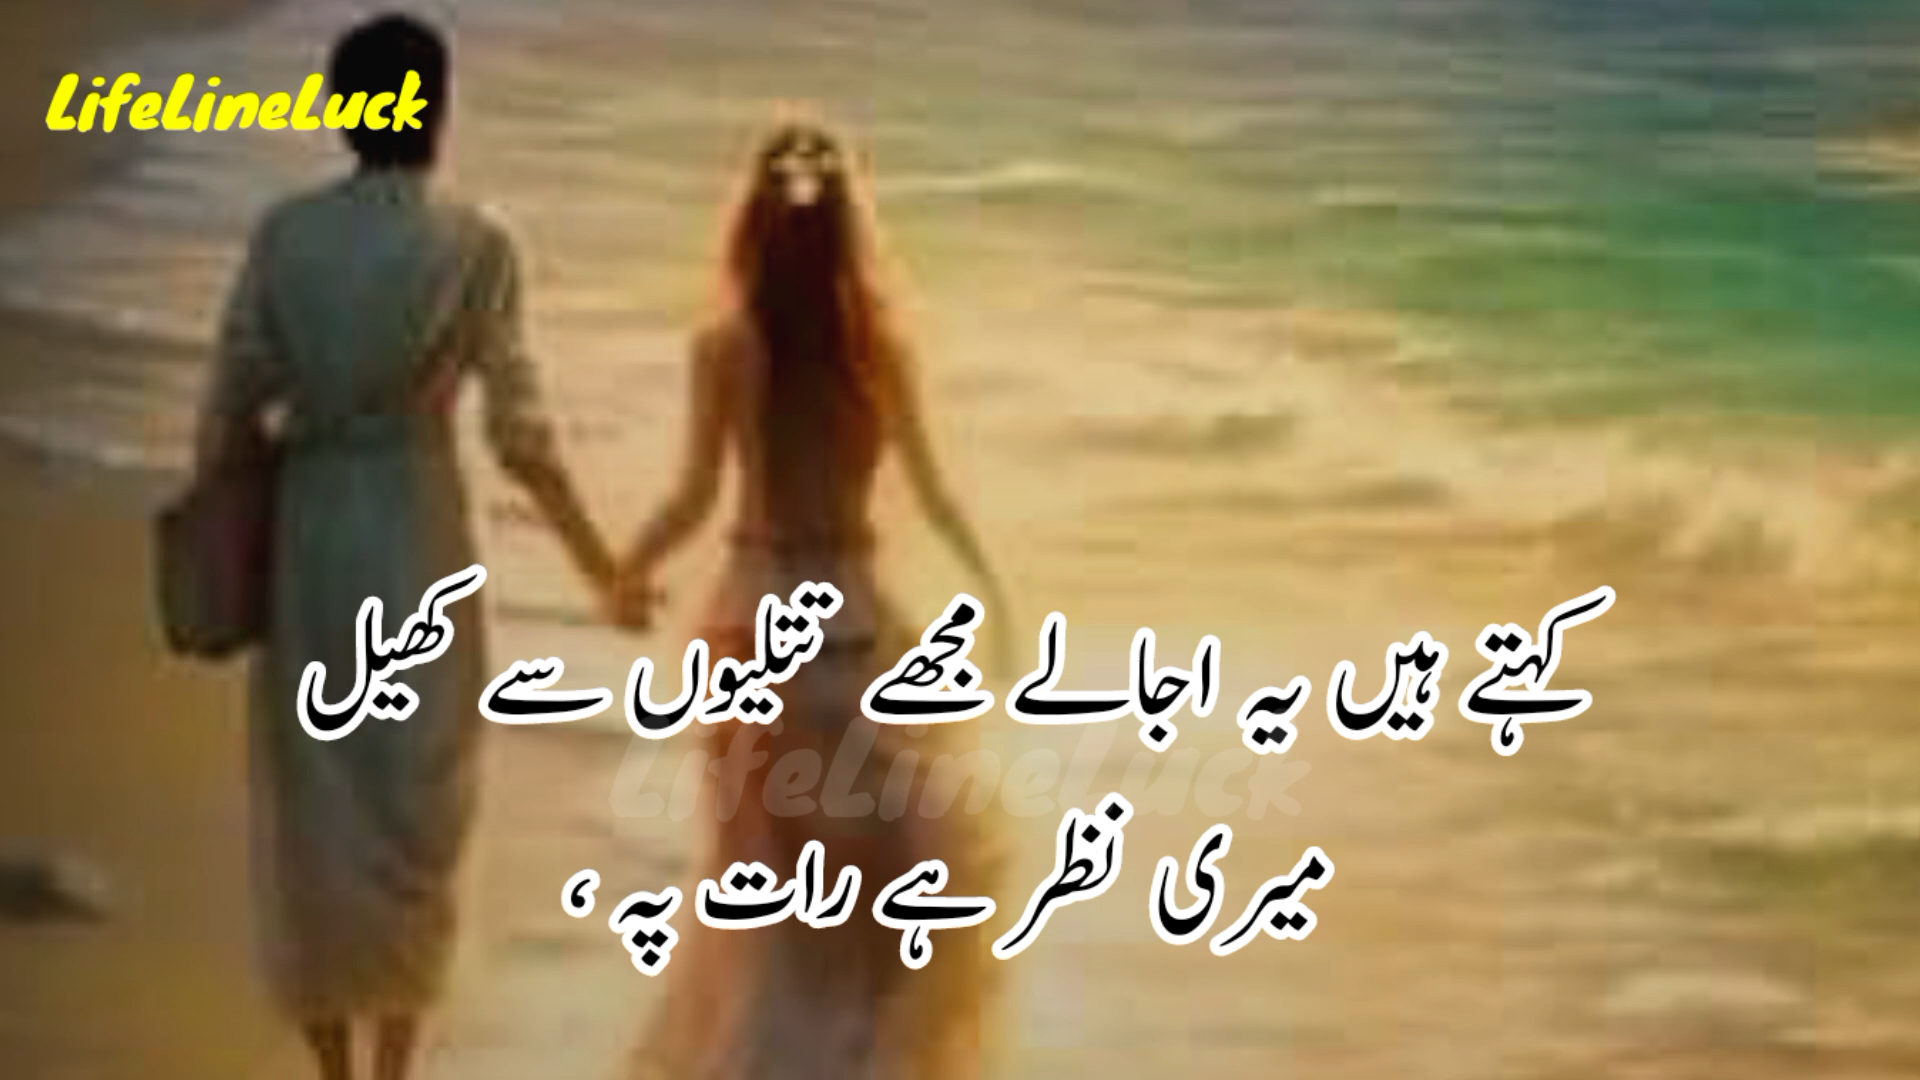 LifeLineLuck
کہتے ہیں یہ اجالے مجھے تتلیوں سے کھیل
LifeLineLuck
میری نظر ہے رات پہ ،